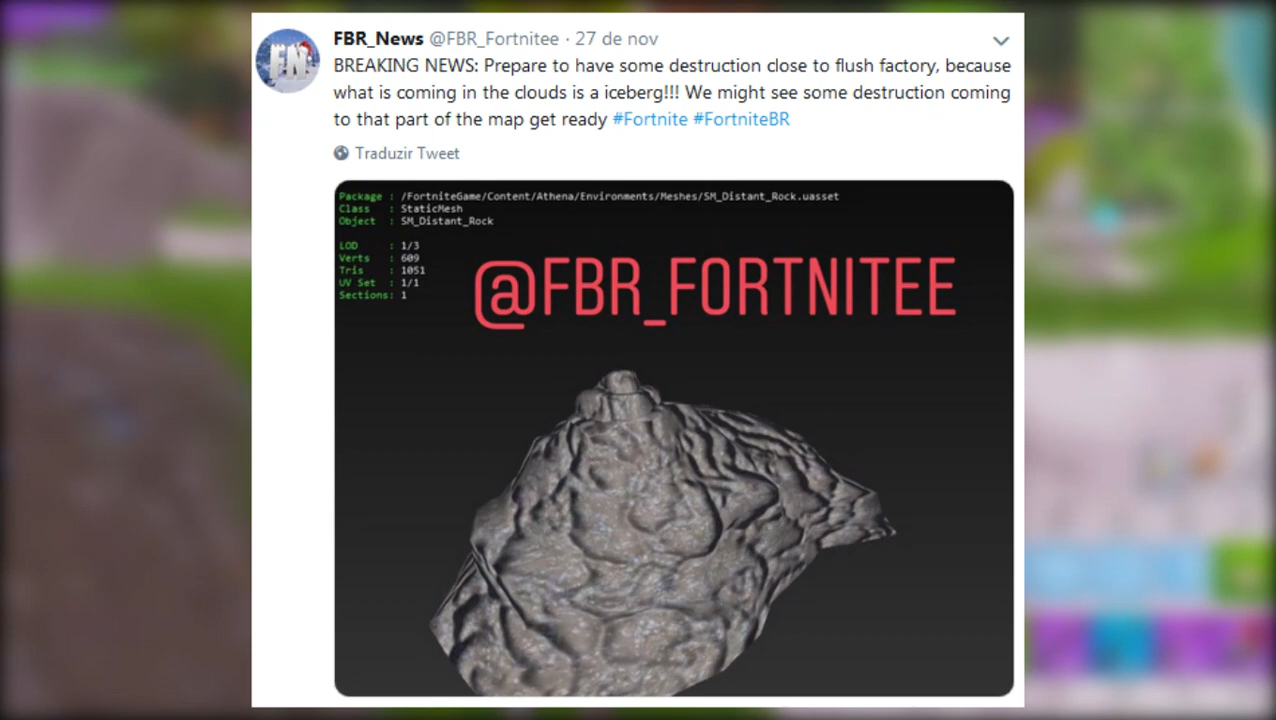 FBR_News @FBR_Fortnitee · 27 de nov
BREAKING NEWS: Prepare to have some destruction close to flush factory, because
what is coming in the clouds is a iceberg!!! We might see some destruction coming
to that part of the map get ready #Fortnite #FortniteBR
Traduzir Tweet
Package : /FortniteGame/Content/Athena/Environments/Meshes/SM_Distant_Rock.uasset
Class : StaticMesh
Object : SM_Distant_Rock
LOD : 1/3
Verts : 609
Tris : 1051
UV Set : 1/1
Sections: 1
@FBR_FORTNITEE
FN